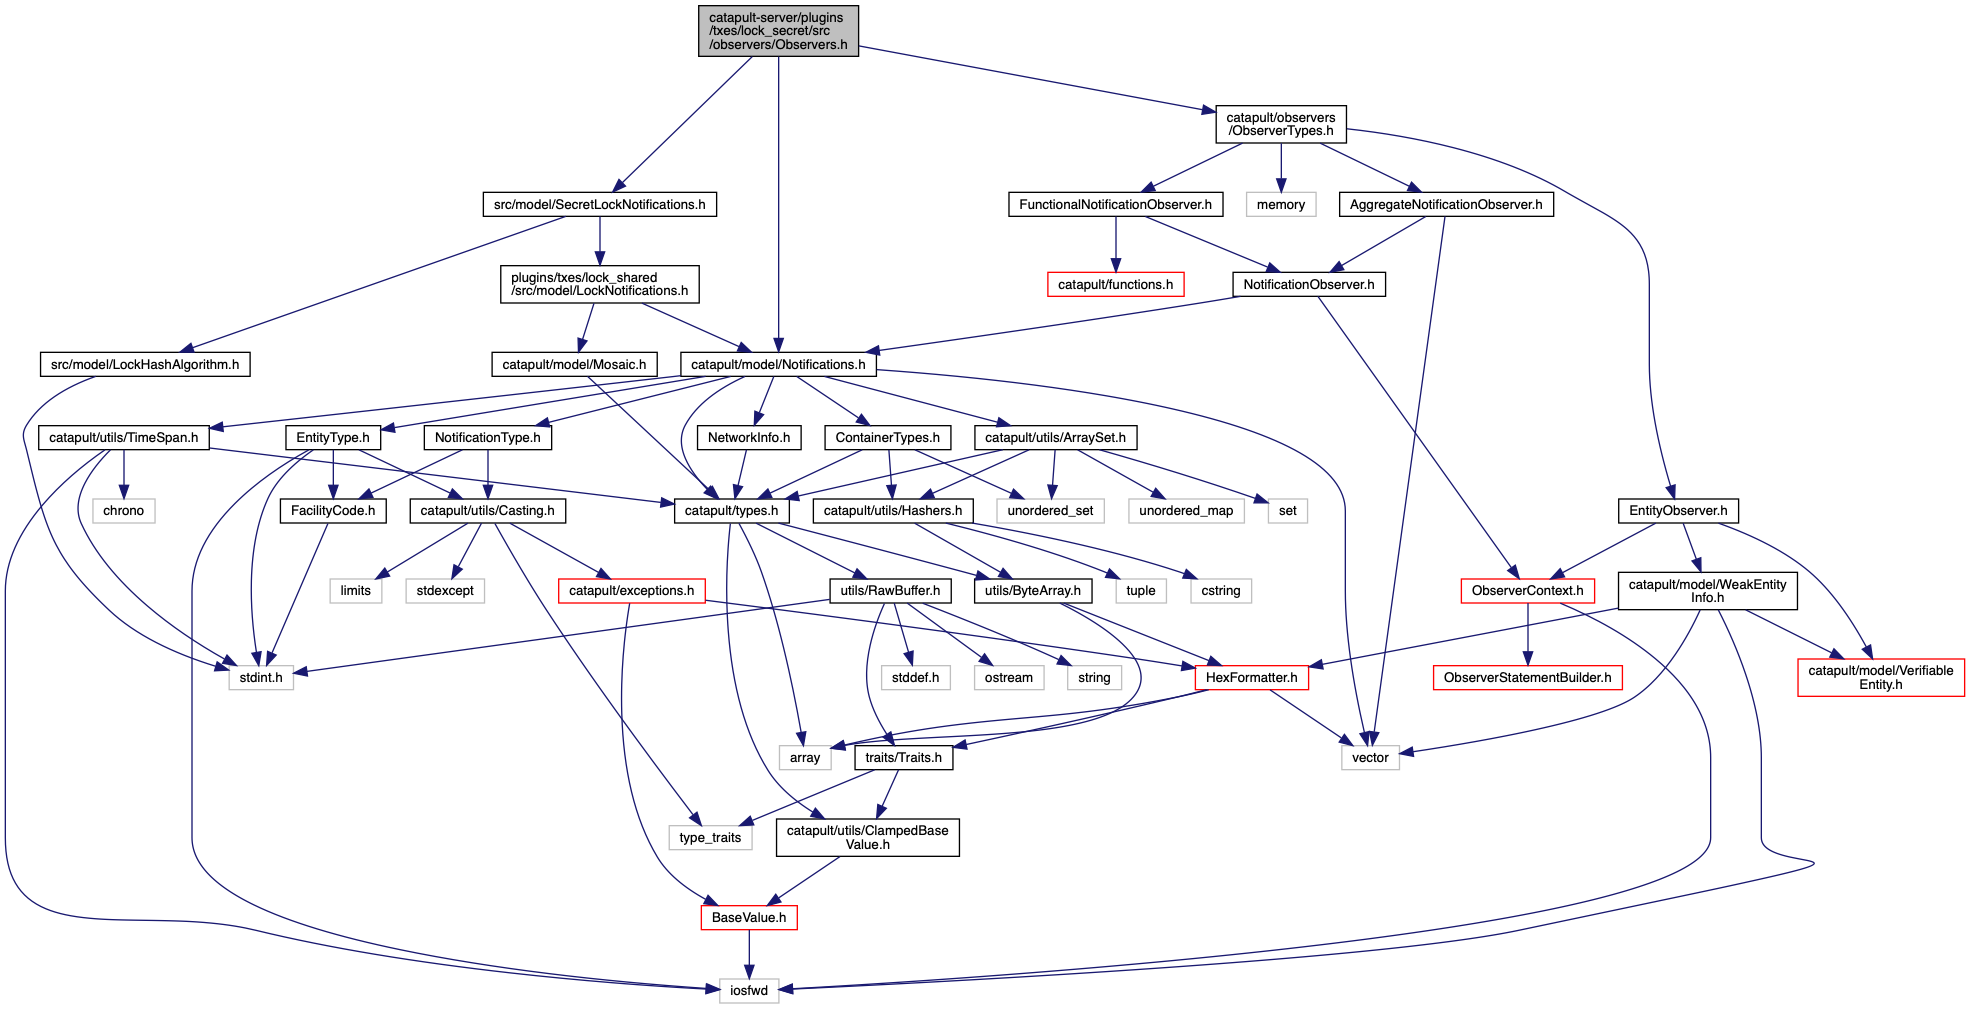 catapult-server/plugins
/txes/lock_secret/src
/observers/Observers.h
catapult/observers
/ObserverTypes.h
src/model/SecretLockNotifications.h
FunctionalNotificationObserver.h
memory
AggregateNotificationObserver.h
plugins/txes/lock_shared
/src/model/LockNotifications.h
catapult/functions.h
NotificationObserver.h
src/model/LockHashAlgorithm.h
catapult/model/Mosaic.h
catapult/model/Notifications.h
catapult/utils/TimeSpan.h
EntityType.h
NotificationType.h
NetworkInfo.h
ContainerTypes.h
catapult/utils/ArraySet.h
chrono
FacilityCode.h
catapult/utils/Casting.h
catapult/types.h
catapult/utils/Hashers.h
unordered_set
unordered_map
set
EntityObserver.h
limits
stdexcept
catapult/exceptions.h
utils/RawBuffer.h
utils/ByteArray.h
tuple
cstring
ObserverContext.h
catapult/model/WeakEntity
Info.h
stdint.h
stddef.h
ostream
string
HexFormatter.h
ObserverStatementBuilder.h
catapult/model/Verifiable
Entity.h
array
traits/Traits.h
vector
type_traits
catapult/utils/ClampedBase
Value.h
BaseValue.h
iosfwd